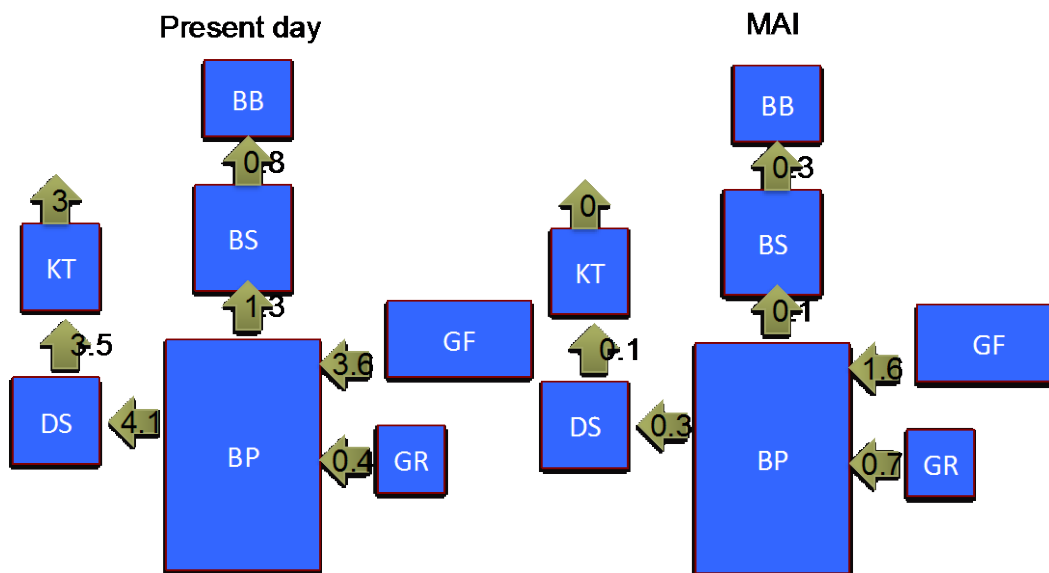 Present day
BB
0.8
3
BS
KT
1.3
3.5
GF
3.6
DS
4.1
BP
0.4
GR
MAI
BB
0.3
0
BS
KT
0.1
0.1
GF
1.6
DS
0.3
BP
0.7
GR